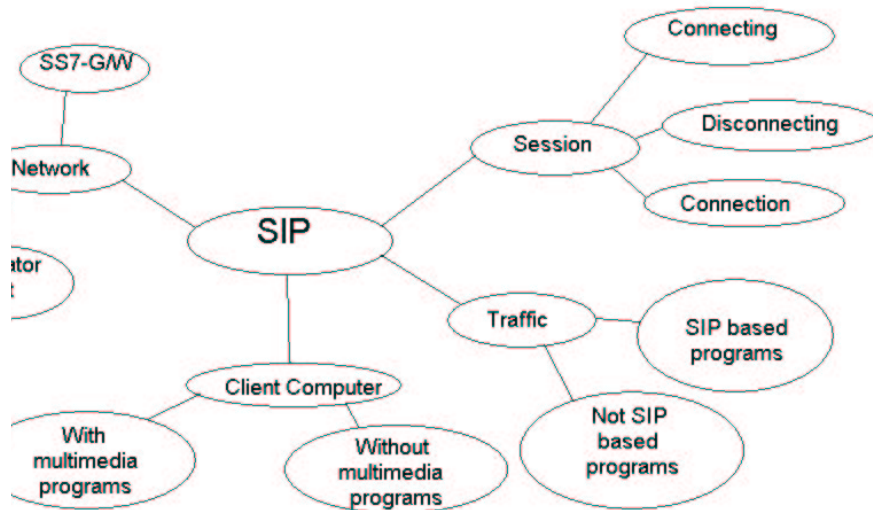 Connecting
SS7-G/W
Disconnecting
Session
Network
Connection
SIP
Traffic
SIP based
programs
Client Computer
Not SIP
based
programs
With
multimedia
programs
Without
multimedia
programs